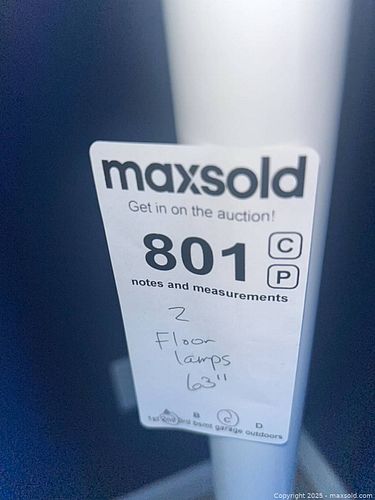 maxsold
Get in on the auction!
801 C
P
notes and measurements
2
Floor
lamps
63"
B C D
bsmt garage outdoors
Copyright 2025 - maxsold.com